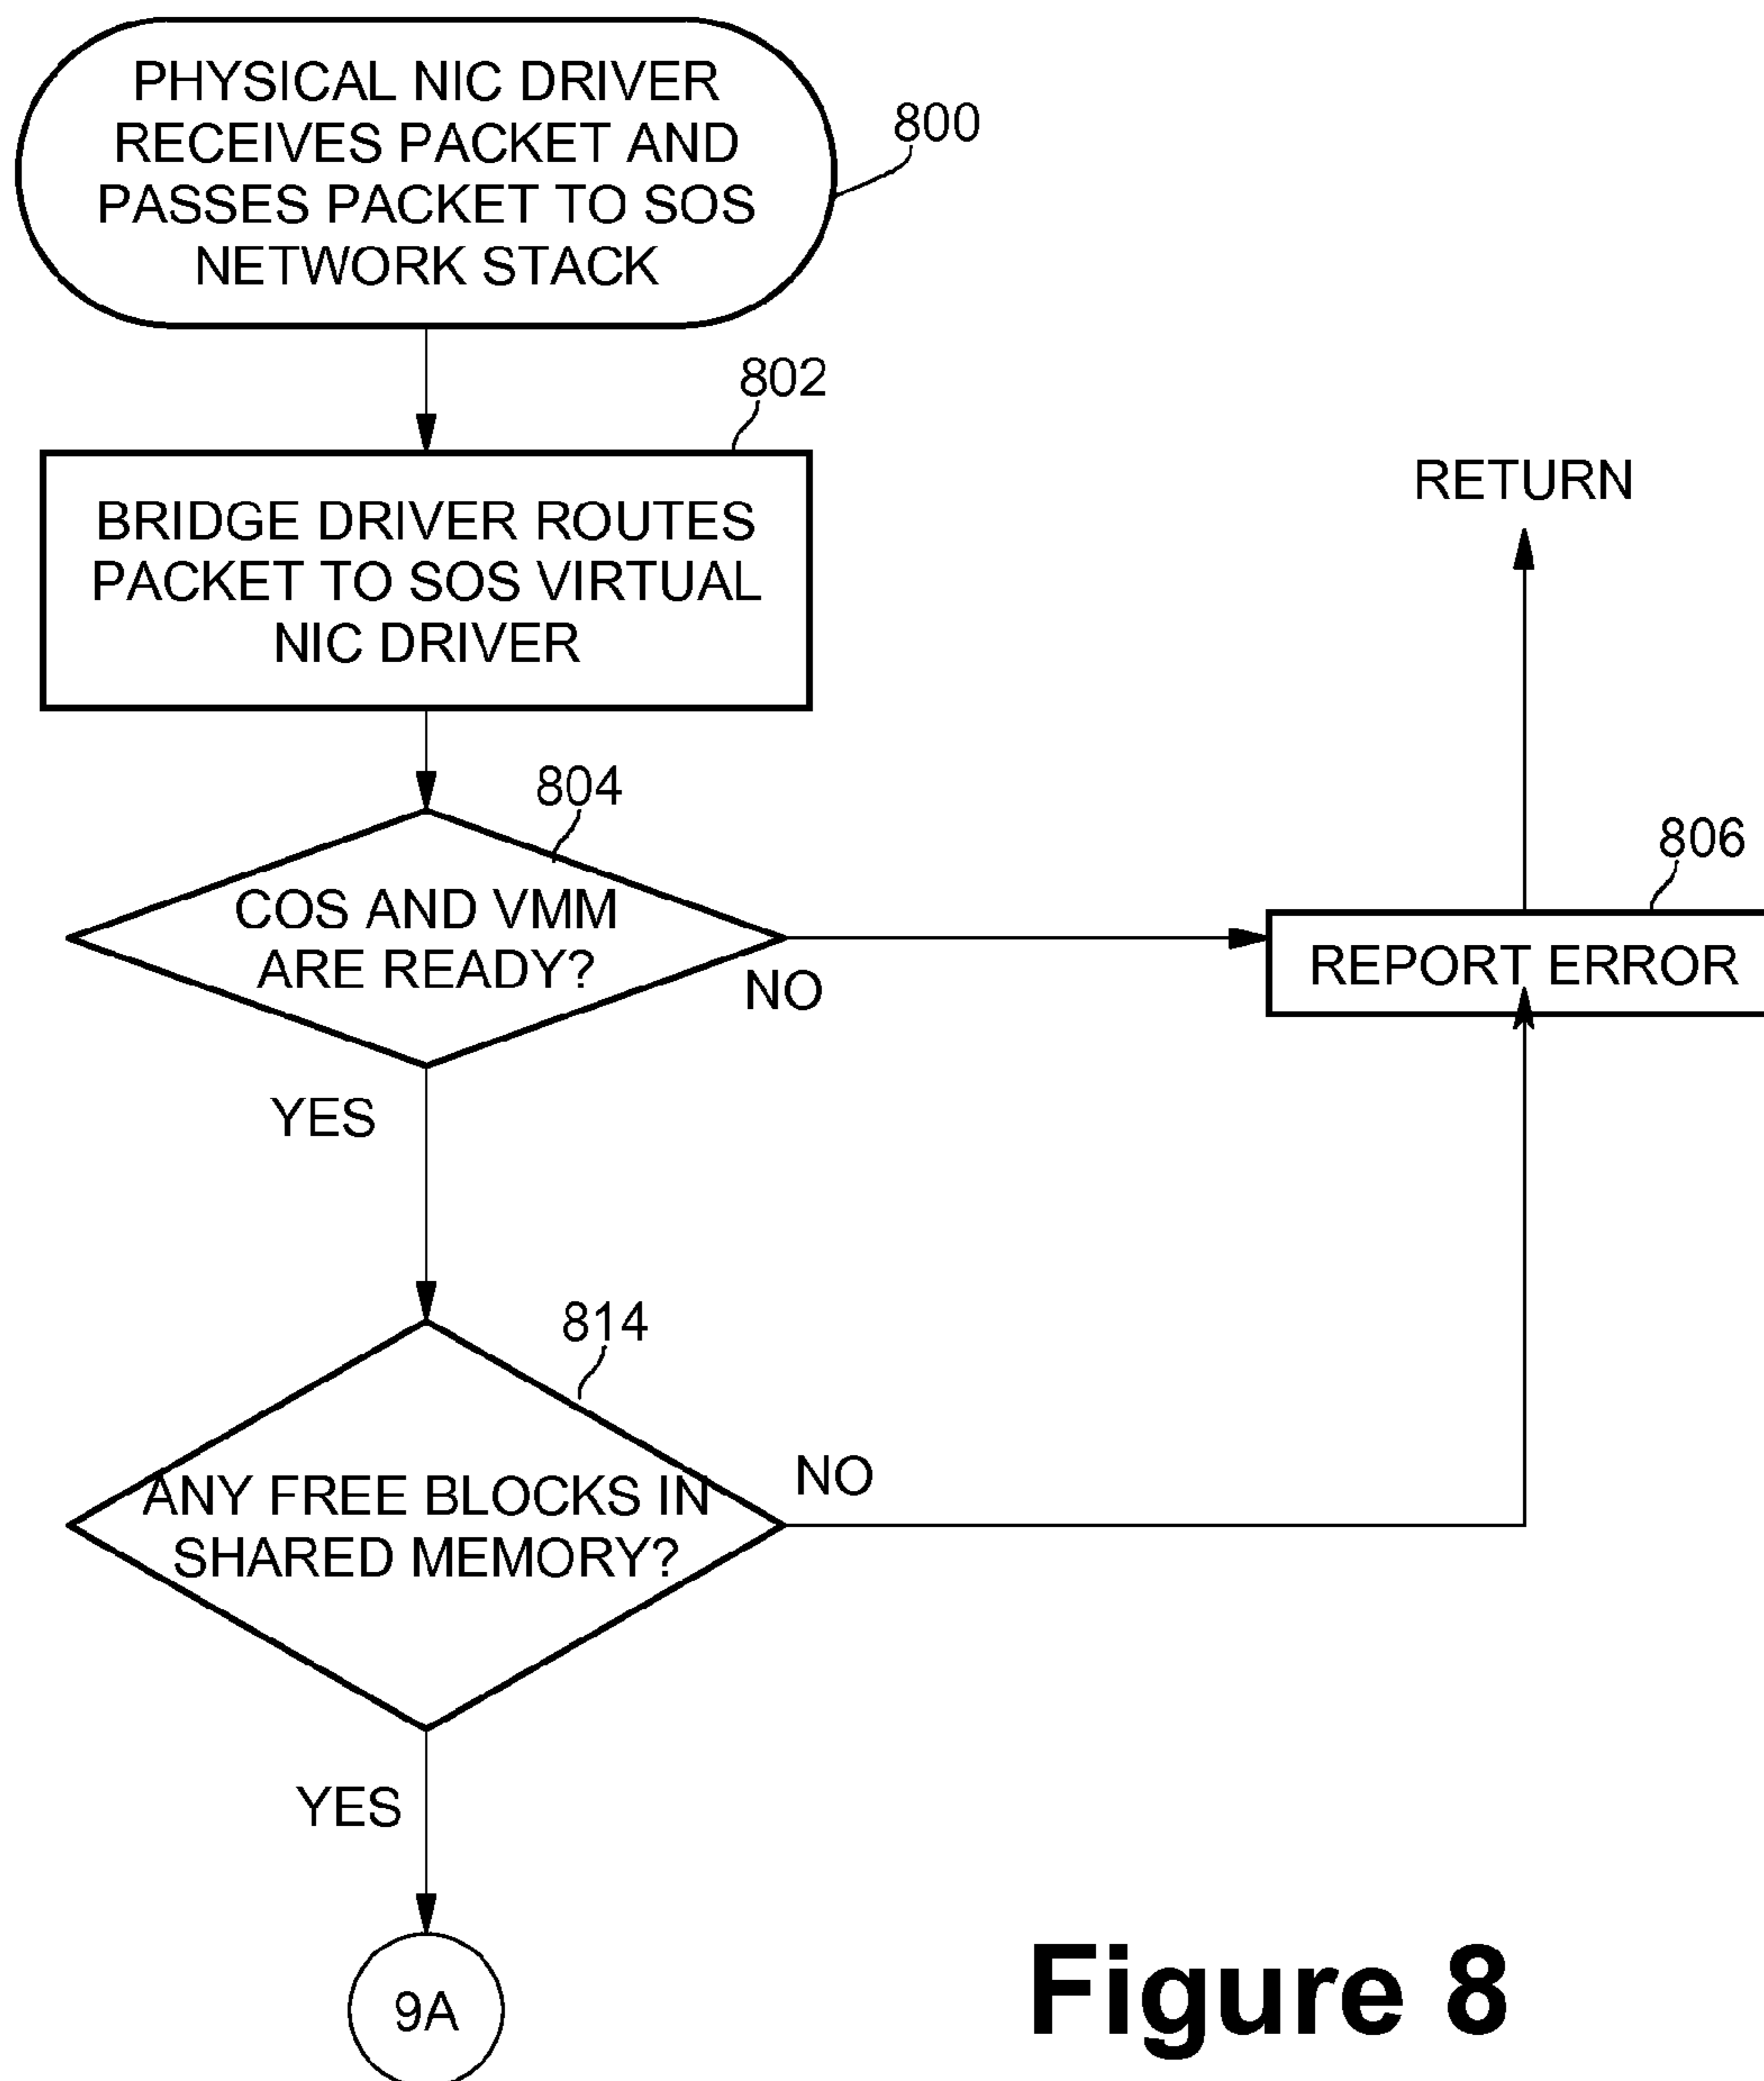 PHYSICAL NIC DRIVER
RECEIVES PACKET AND
PASSES PACKET TO SOS
NETWORK STACK
800
802
BRIDGE DRIVER ROUTES
PACKET TO SOS VIRTUAL
NIC DRIVER
RETURN
804
COS AND VMM
ARE READY?
NO
806
REPORT ERROR
YES
814
ANY FREE BLOCKS IN
SHARED MEMORY?
NO
YES
9A
Figure 8